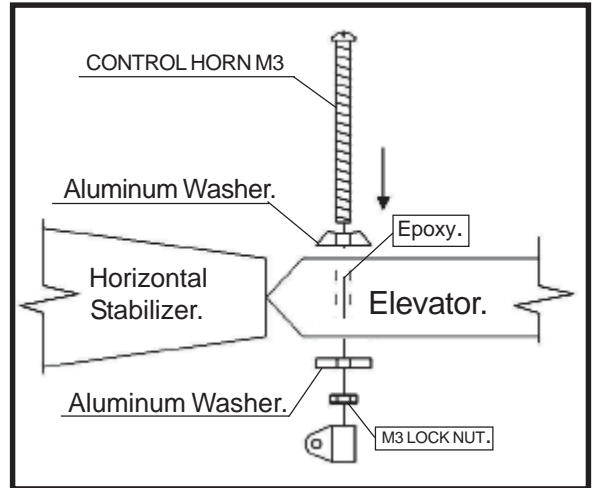 CONTROL HORN M3
Aluminum Washer.
Epoxy.
Horizontal
Stabilizer.
Elevator.
Aluminum Washer.
M3 LOCK NUT.